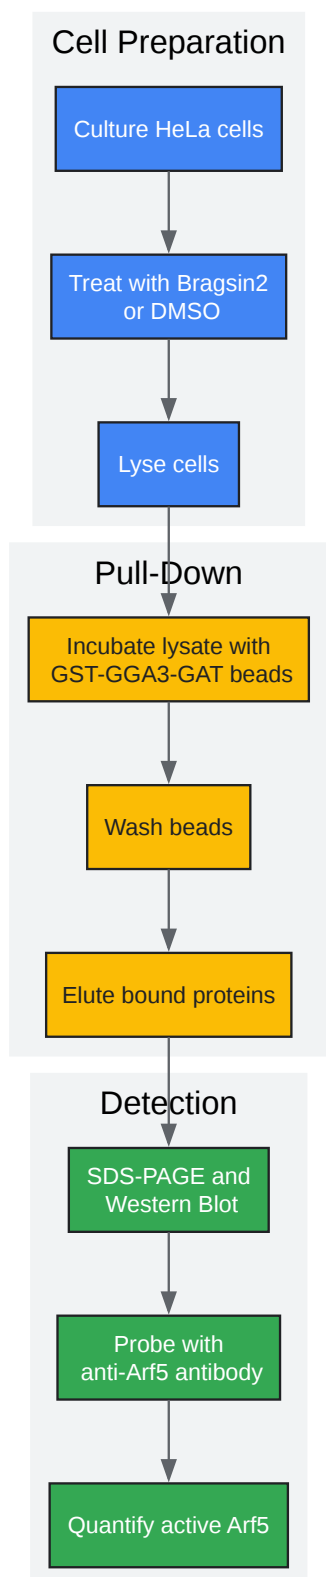 Cell Preparation
Culture HeLa cells
Treat with Bragsin2
or DMSO
Lyse cells
Pull-Down
Incubate lysate with
GST-GGA3-GAT beads
Wash beads
Elute bound proteins
Detection
SDS-PAGE and
Western Blot
Probe with
anti-Arf5 antibody
Quantify active Arf5